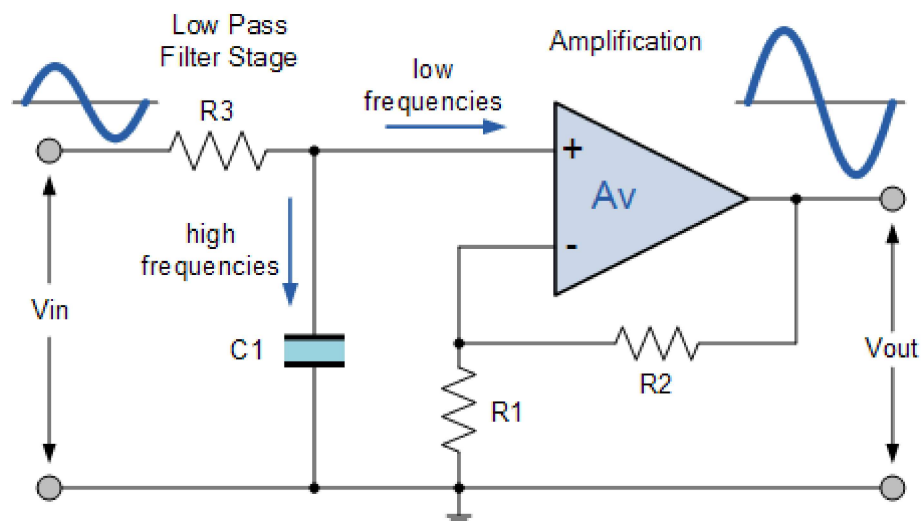 Low Pass
Filter Stage
Amplification
low
frequencies
R3
+
Av
-
high
frequencies
Vin
C1
R1
R2
Vout